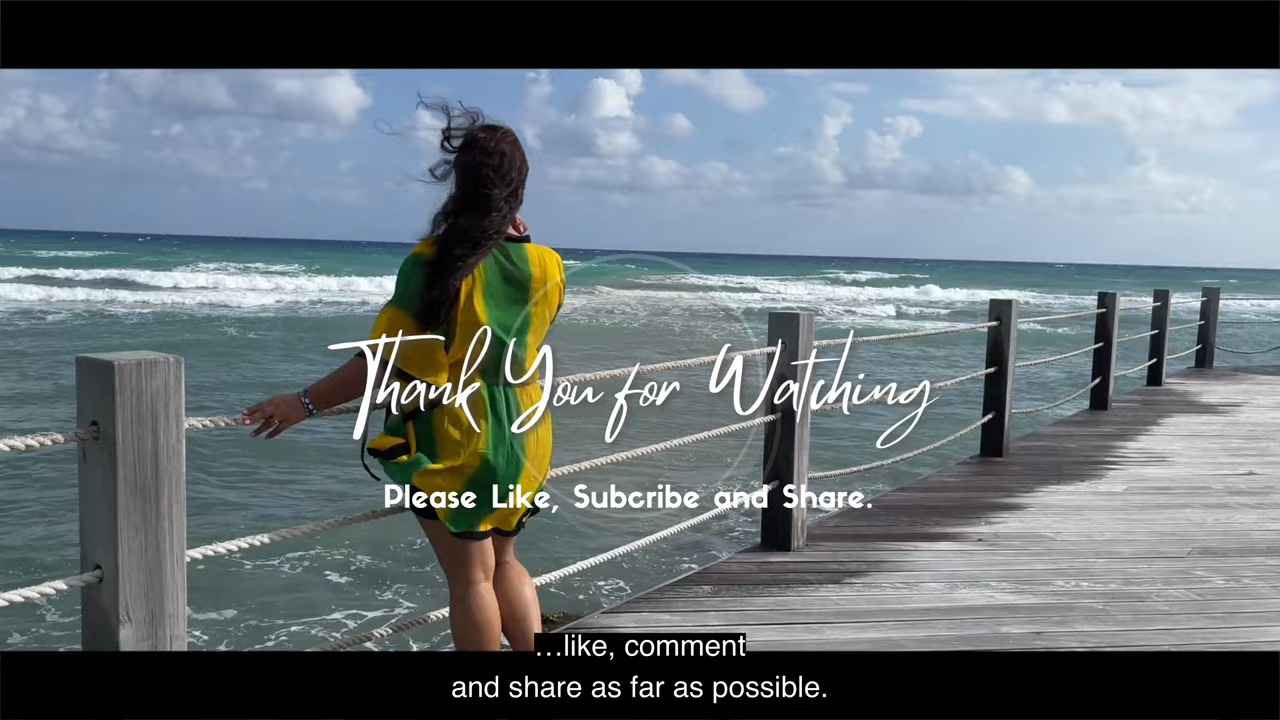 Thank You for Watching
Please Like, Subcribe and Share.
…like, comment
and share as far as possible.